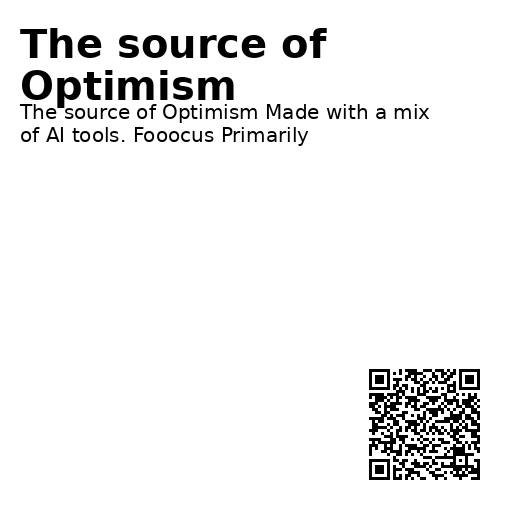 The source of
Optimism
The source of Optimism Made with a mix
of AI tools. Fooocus Primarily